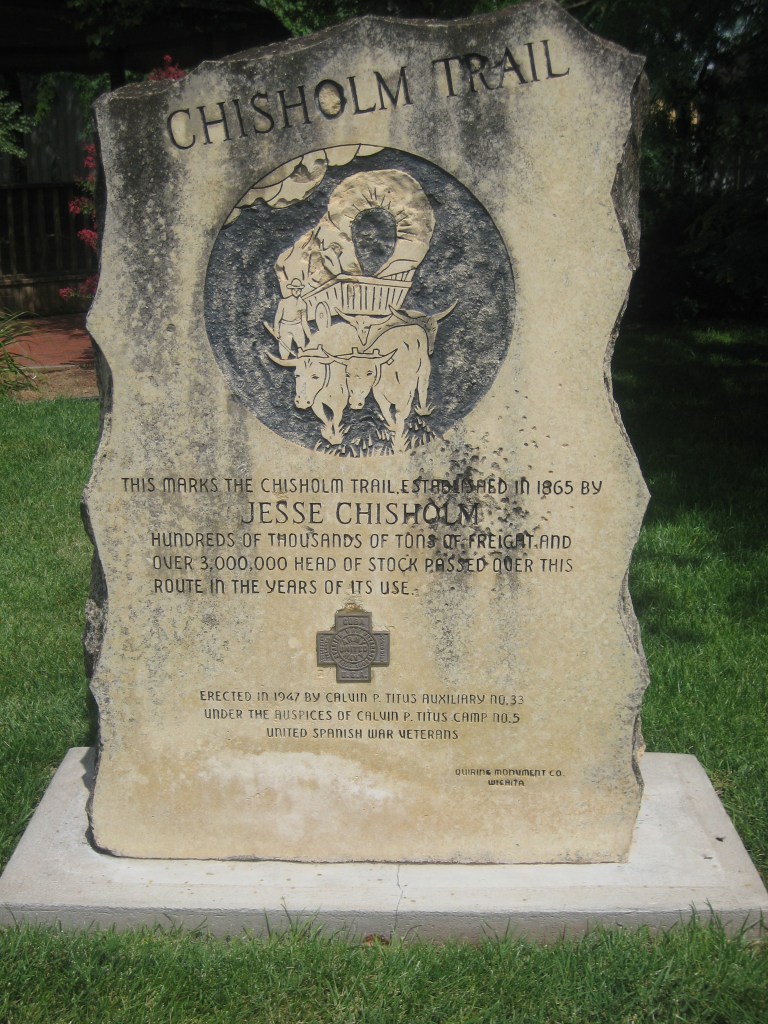 CHISHOLM TRAIL
THIS MARKS THE CHISHOLM TRAIL, ESTABLISHED IN 1865 BY
JESSE CHISHOLM
HUNDREDS OF THOUSANDS OF TONS OF FREIGHT, AND
OVER 3,000,000 HEAD OF STOCK PASSED OVER THIS
ROUTE IN THE YEARS OF ITS USE.
CUBA
UNITED
U.S.A.
ERECTED IN 1947 BY CALVIN P. TITUS AUXILIARY NO. 33
UNDER THE AUSPICES OF CALVIN P. TITUS CAMP NO. 5
UNITED SPANISH WAR VETERANS
QUIRING MONUMENT CO.
WICHITA